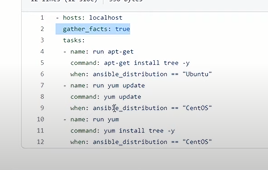 1 - hosts: localhost
2 gather_facts: true
3 tasks:
4 - name: run apt-get
5 command: apt-get install tree -y
6 when: ansible_distribution == "Ubuntu"
7 - name: run yum update
8 command: yum update
9 when: ansible_distribution == "CentOS"
10 - name: run yum
11 command: yum install tree -y
12 when: ansible_distribution == "CentOS"